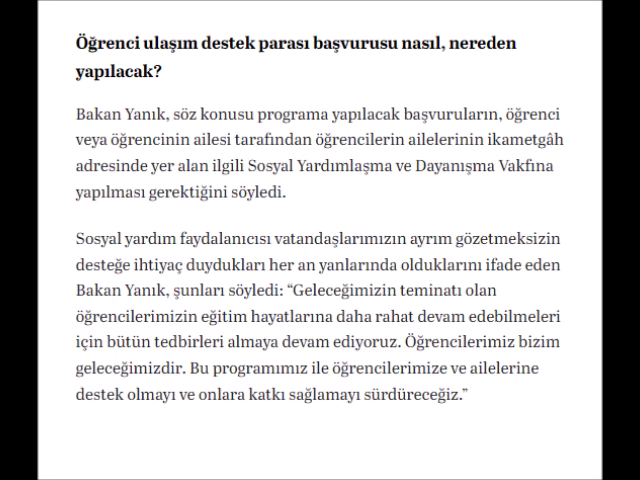 Öğrenci ulaşım destek parası başvurusu nasıl, nereden
yapılacak?
Bakan Yanık, söz konusu programa yapılacak başvuruların, öğrenci
veya öğrencinin ailesi tarafından öğrencilerin ailelerinin ikametgâh
adresinde yer alan ilgili Sosyal Yardımlaşma ve Dayanışma Vakfına
yapılması gerektiğini söyledi.
Sosyal yardım faydalanıcısı vatandaşlarımızın ayrım gözetmeksizin
desteğe ihtiyaç duydukları her an yanlarında olduklarını ifade eden
Bakan Yanık, şunları söyledi: “Geleceğimizin teminatı olan
öğrencilerimizin eğitim hayatlarına daha rahat devam edebilmeleri
için bütün tedbirleri almaya devam ediyoruz. Öğrencilerimiz bizim
geleceğimizdir. Bu programımız ile öğrencilerimize ve ailelerine
destek olmayı ve onlara katkı sağlamayı sürdüreceğiz.”